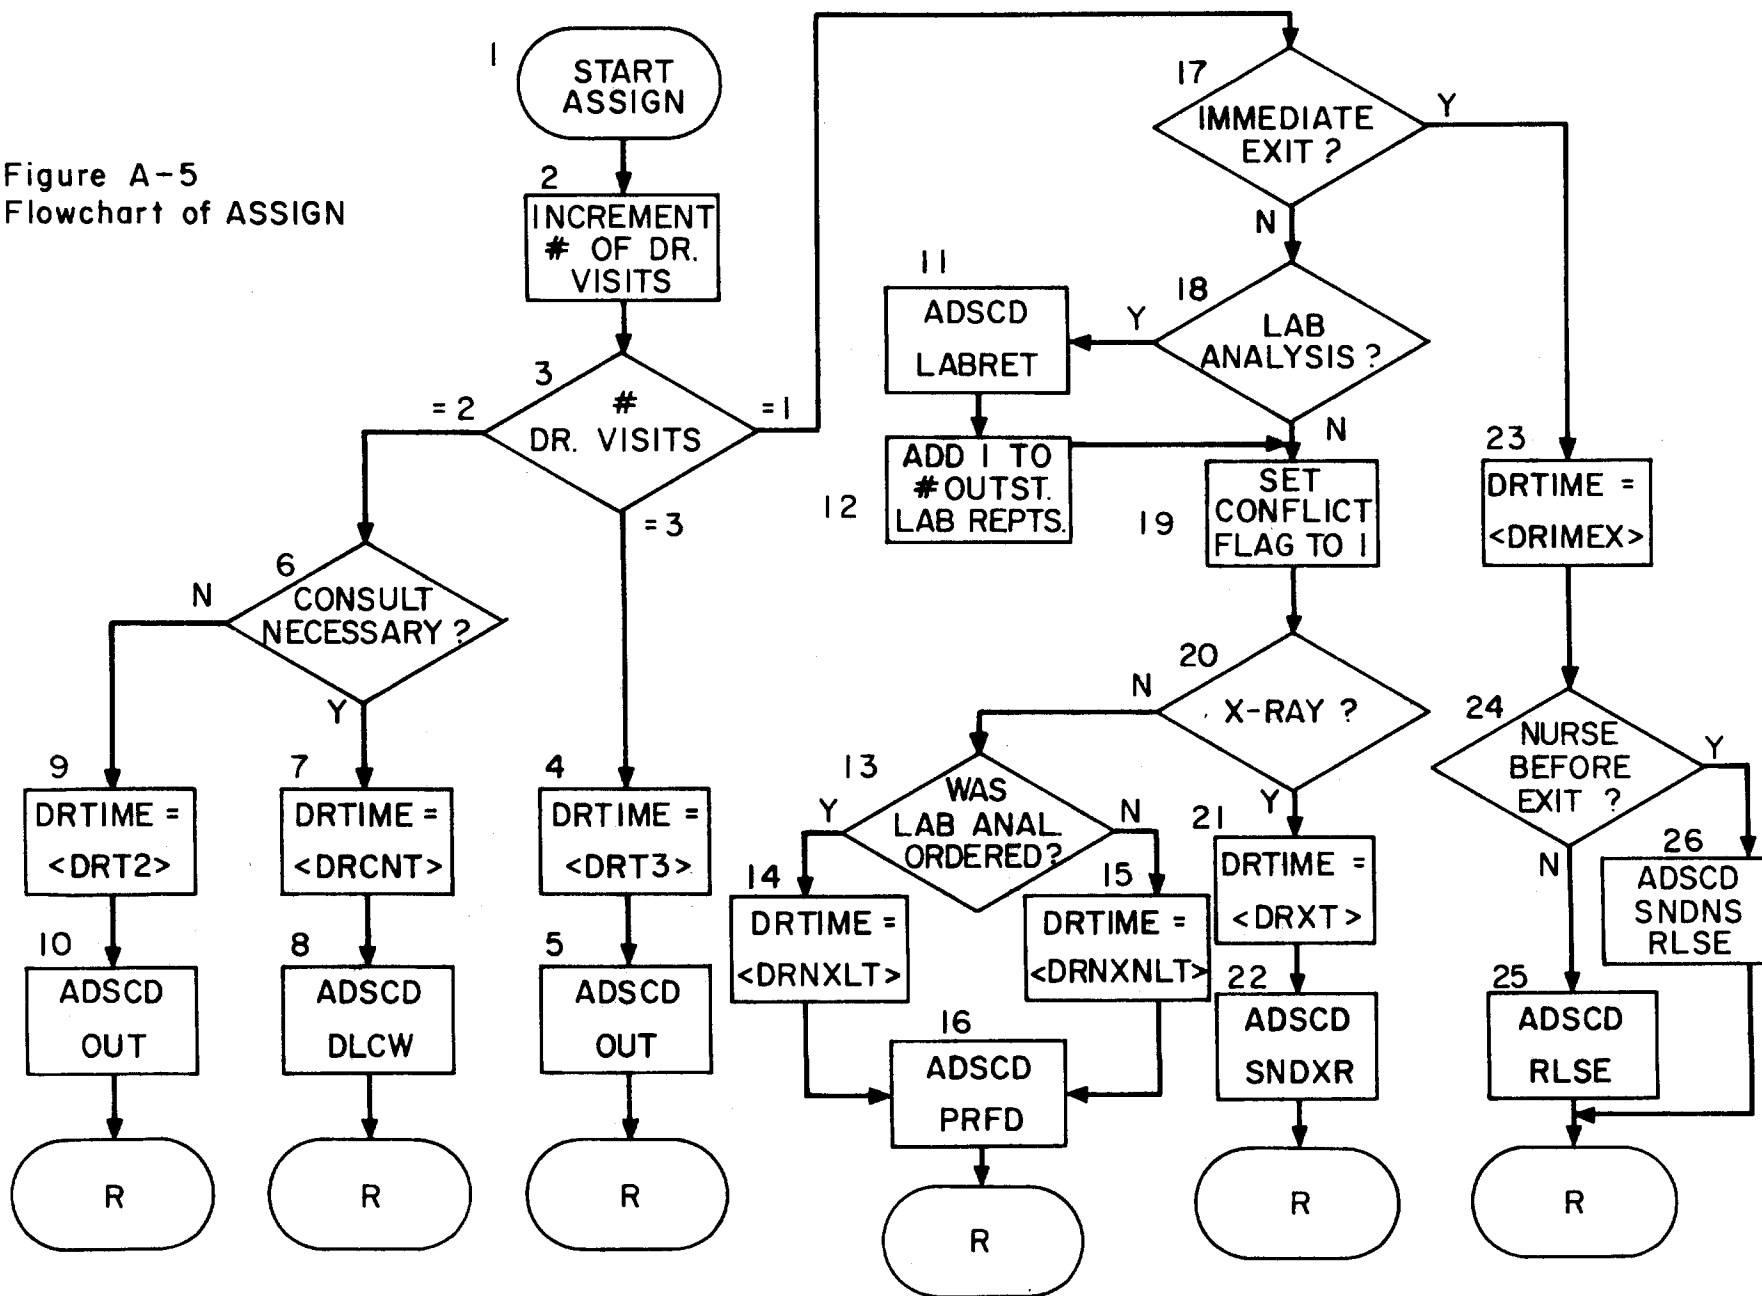 Figure A-5
Flowchart of ASSIGN
1
START
ASSIGN
2
INCREMENT
# OF DR.
VISITS
3
#
DR. VISITS
=2
=1
=3
6
CONSULT
NECESSARY ?
N
Y
9
DRTIME =
<DRT2>
10
ADSCD
OUT
R
7
DRTIME =
<DRCNT>
8
ADSCD
DLCW
R
4
DRTIME =
<DRT3>
5
ADSCD
OUT
R
17
IMMEDIATE
EXIT ?
Y
N
18
LAB
ANALYSIS ?
Y
N
11
ADSCD
LABRET
12
ADD 1 TO
# OUTST.
LAB REPTS.
19
SET
CONFLICT
FLAG TO 1
20
X-RAY ?
N
Y
13
WAS
LAB ANAL.
ORDERED?
Y
N
14
DRTIME =
<DRNXLT>
15
DRTIME =
<DRNXNLT>
16
ADSCD
PRFD
R
21
DRTIME =
<DRXT>
22
ADSCD
SNDXR
R
23
DRTIME =
<DRIMEX>
24
NURSE
BEFORE
EXIT ?
Y
N
26
ADSCD
SNDNS
RLSE
25
ADSCD
RLSE
R